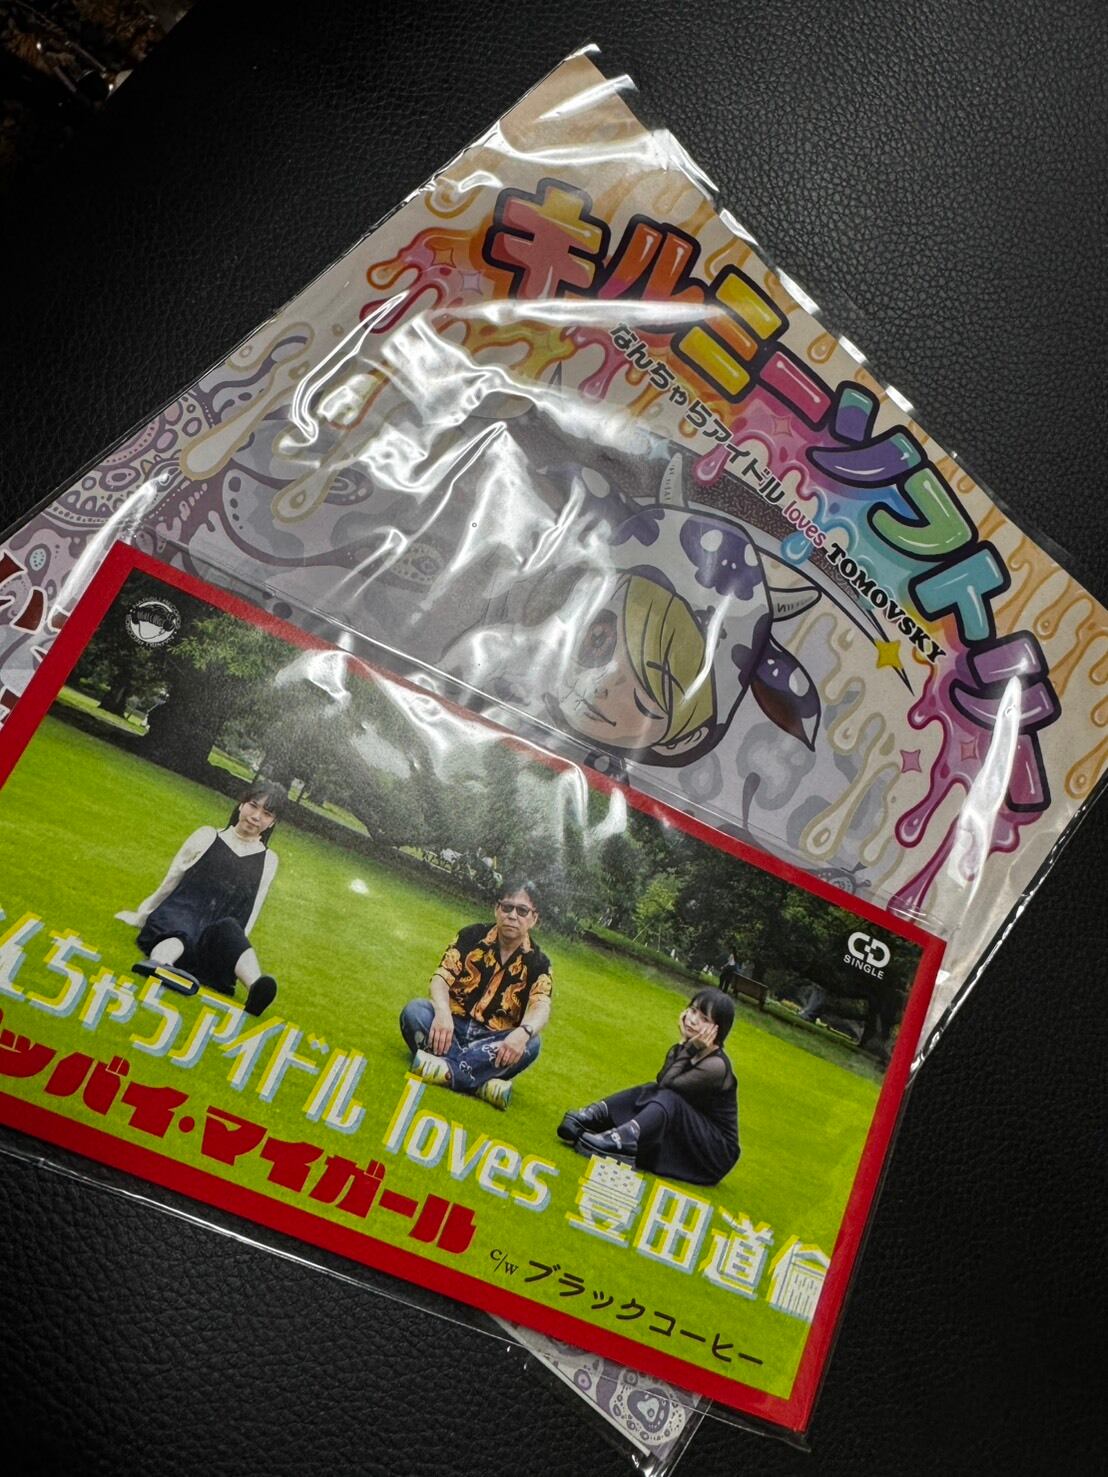 キルミーソフトリー
なんちゃらアイドル loves TOMOVSKY
CD
SINGLE
んちゃらアイドル loves 豊田道倫
ッバイ・マイガール
c/w ブラックコーヒー